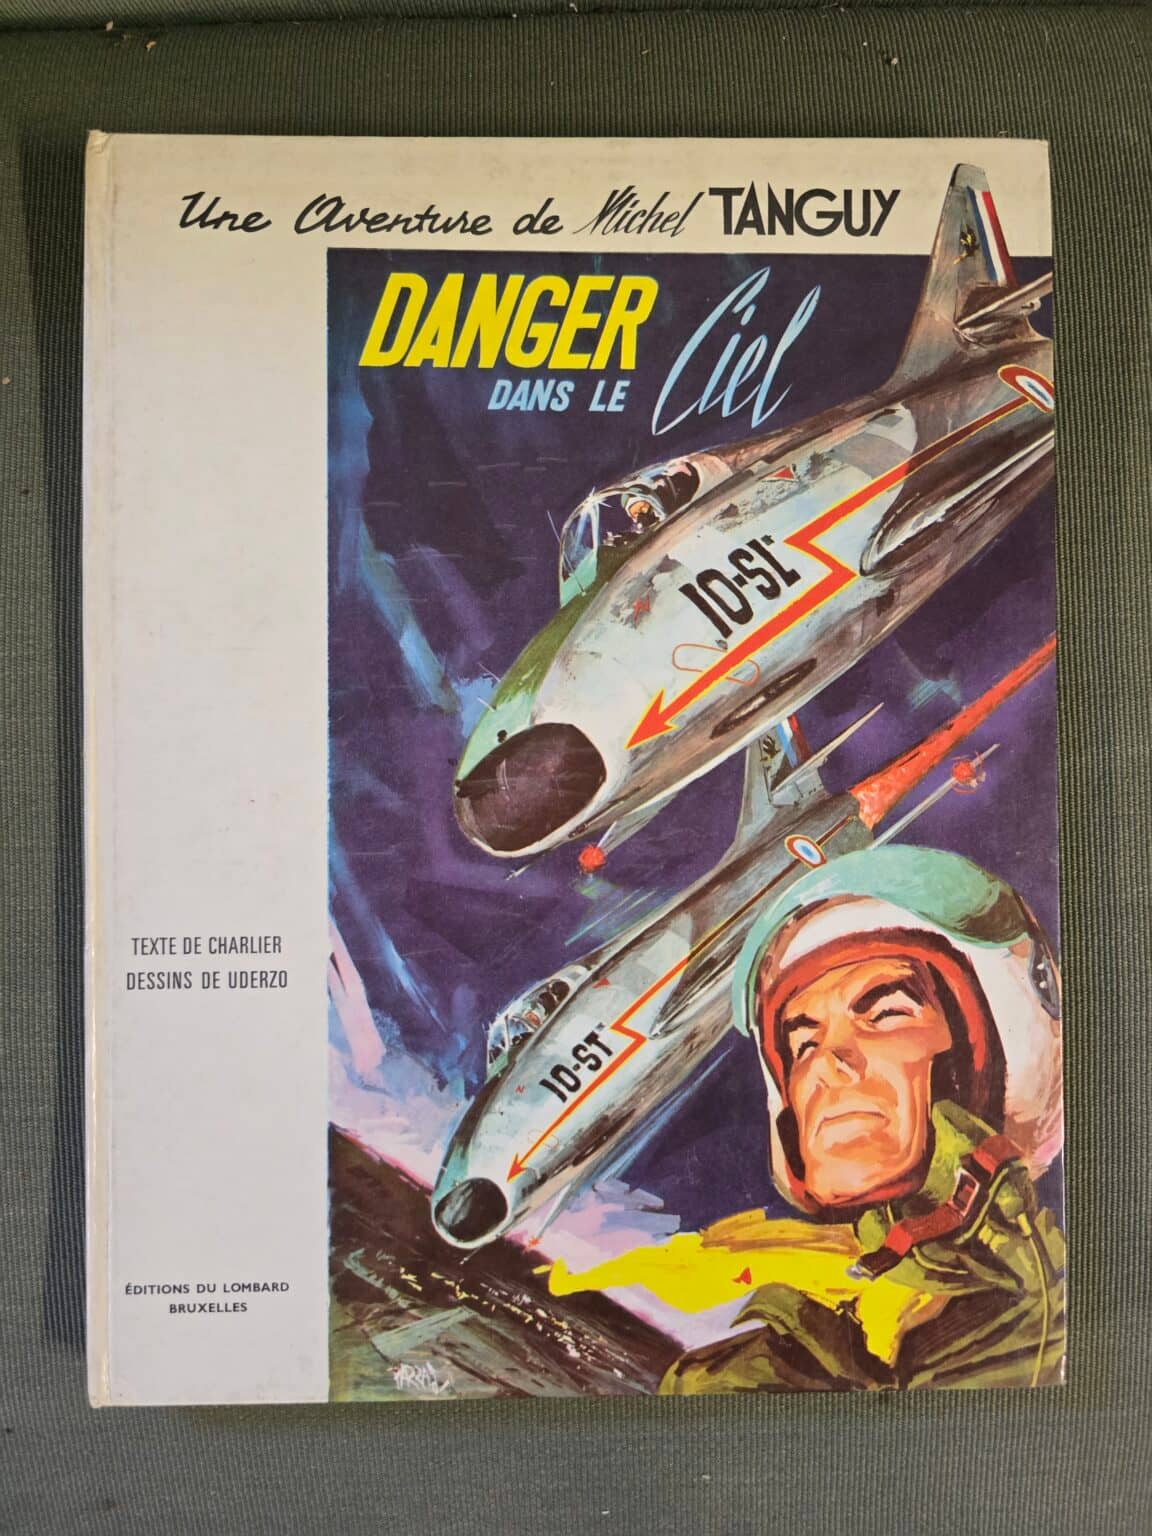 Une Aventure de Michel TANGUY
DANGER
DANS LE Ciel
10-SL
10-ST
TEXTE DE CHARLIER
DESSINS DE UDERZO
ÉDITIONS DU LOMBARD
BRUXELLES